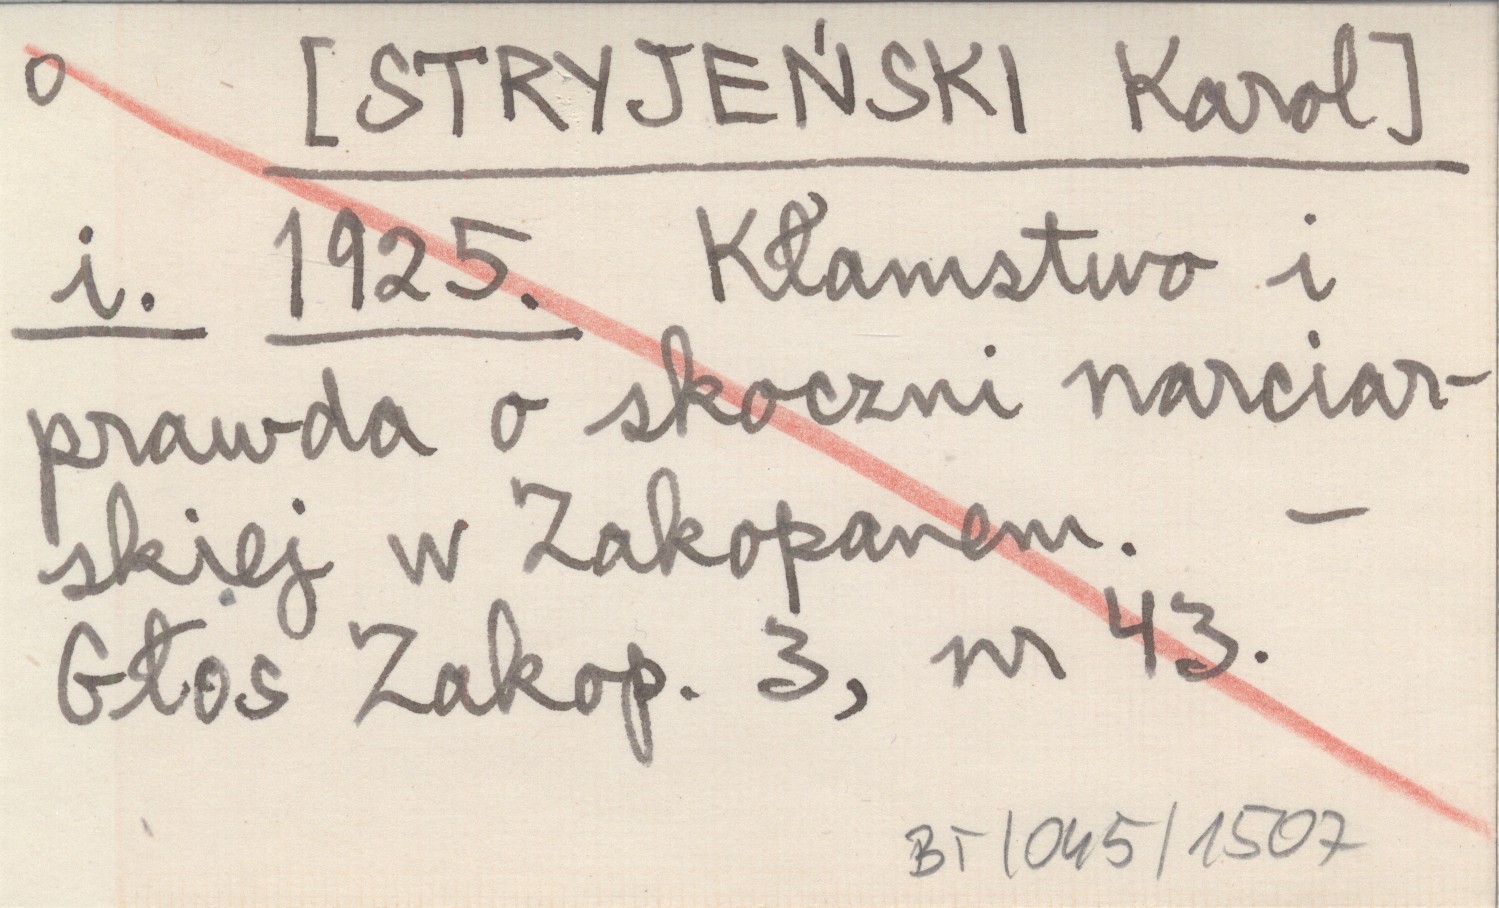 o [STRYJEŃSKI Karol]
i. 1925. Kłamstwo i
prawda o skoczni narciar-
skiej w Zakopanem. –
Głos Zakop. 3, nr 43.
BT/045/1507